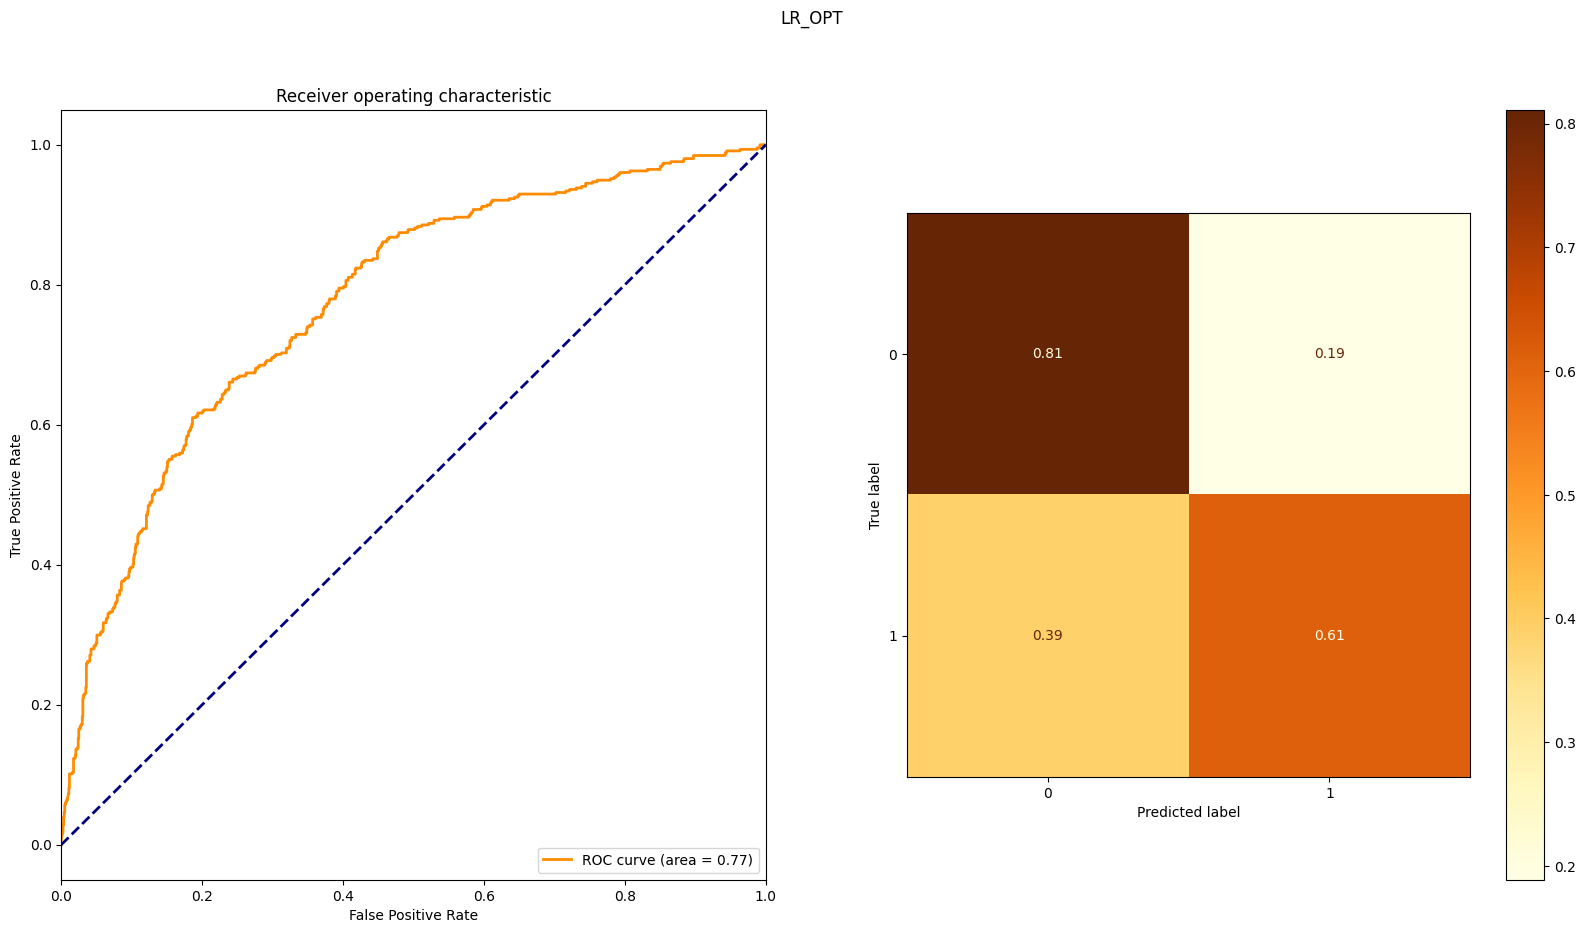 LR_OPT
Receiver operating characteristic
True Positive Rate
1.0
0.8
0.6
0.4
0.2
0.0
0.0 0.2 0.4 0.6 0.8 1.0
False Positive Rate
ROC curve (area = 0.77)
True label
0
1
0.81 0.19
0.39 0.61
0 1
Predicted label
0.8
0.7
0.6
0.5
0.4
0.3
0.2